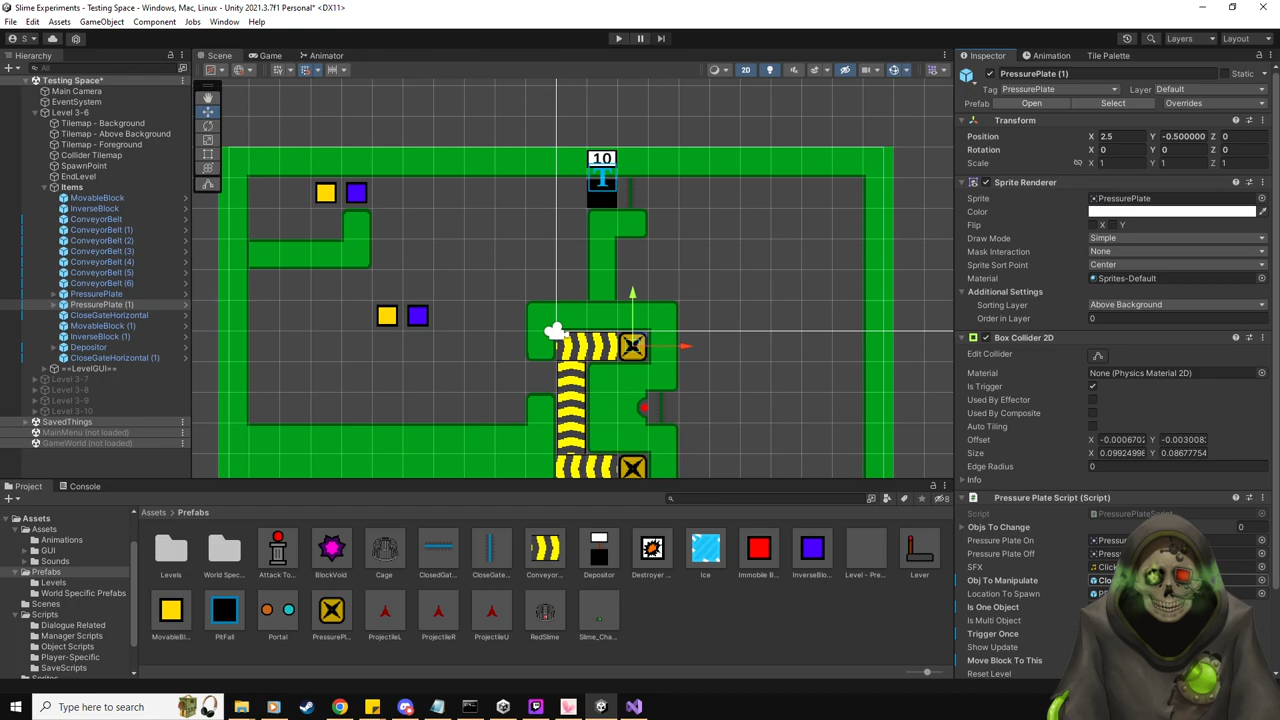 Slime Experiments - Testing Space - Windows, Mac, Linux - Unity 2021.3.7f1 Personal* <DX11>
File Edit Assets GameObject Component Jobs Window Help
S
Layers Layout
Hierarchy
All
Testing Space*
Main Camera
EventSystem
Level 3-6
Tilemap - Background
Tilemap - Above Background
Tilemap - Foreground
Collider Tilemap
SpawnPoint
EndLevel
Items
MovableBlock
InverseBlock
ConveyorBelt
ConveyorBelt (1)
ConveyorBelt (2)
ConveyorBelt (3)
ConveyorBelt (4)
ConveyorBelt (5)
ConveyorBelt (6)
PressurePlate
PressurePlate (1)
CloseGateHorizontal
MovableBlock (1)
InverseBlock (1)
Depositor
CloseGateHorizontal (1)
==LevelGUI==
Level 3-7
Level 3-8
Level 3-9
Level 3-10
SavedThings
MainMenu (not loaded)
GameWorld (not loaded)
Scene Game Animator
2D
10
T
Inspector Animation Tile Palette
PressurePlate (1) Static
Tag PressurePlate Layer Default
Prefab Open Select Overrides
Transform
Position X 2.5 Y -0.500000 Z 0
Rotation X 0 Y 0 Z 0
Scale X 1 Y 1 Z 1
Sprite Renderer
Sprite PressurePlate
Color
Flip X Y
Draw Mode Simple
Mask Interaction None
Sprite Sort Point Center
Material Sprites-Default
Additional Settings
Sorting Layer Above Background
Order in Layer 0
Box Collider 2D
Edit Collider
Material None (Physics Material 2D)
Is Trigger
Used By Effector
Used By Composite
Auto Tiling
Offset X -0.0006702 Y -0.003008
Size X 0.0992499 Y 0.08677754
Edge Radius 0
Info
Pressure Plate Script (Script)
Script PressurePlateScript
Objs To Change 0
Pressure Plate On Pressu
Pressure Plate Off Press
SFX Click
Obj To Manipulate Clo
Location To Spawn
Is One Object
Is Multi Object
Trigger Once
Show Update
Move Block To This
Reset Level
Project Console
8
Assets
Assets
Animations
GUI
Sounds
Prefabs
Levels
World Specific Prefabs
Scenes
Scripts
Dialogue Related
Manager Scripts
Object Scripts
Player-Specific
SaveScripts
Assets > Prefabs
Levels World Spec... Attack To... BlockVoid Cage ClosedGat... CloseGate... Conveyor... Depositor Destroyer ... Ice Immobile B... InverseBlo... Level - Pre... Lever
MovableBl... PitFall Portal PressurePl... ProjectileL ProjectileR ProjectileU RedSlime Slime_Cha...
Type here to search